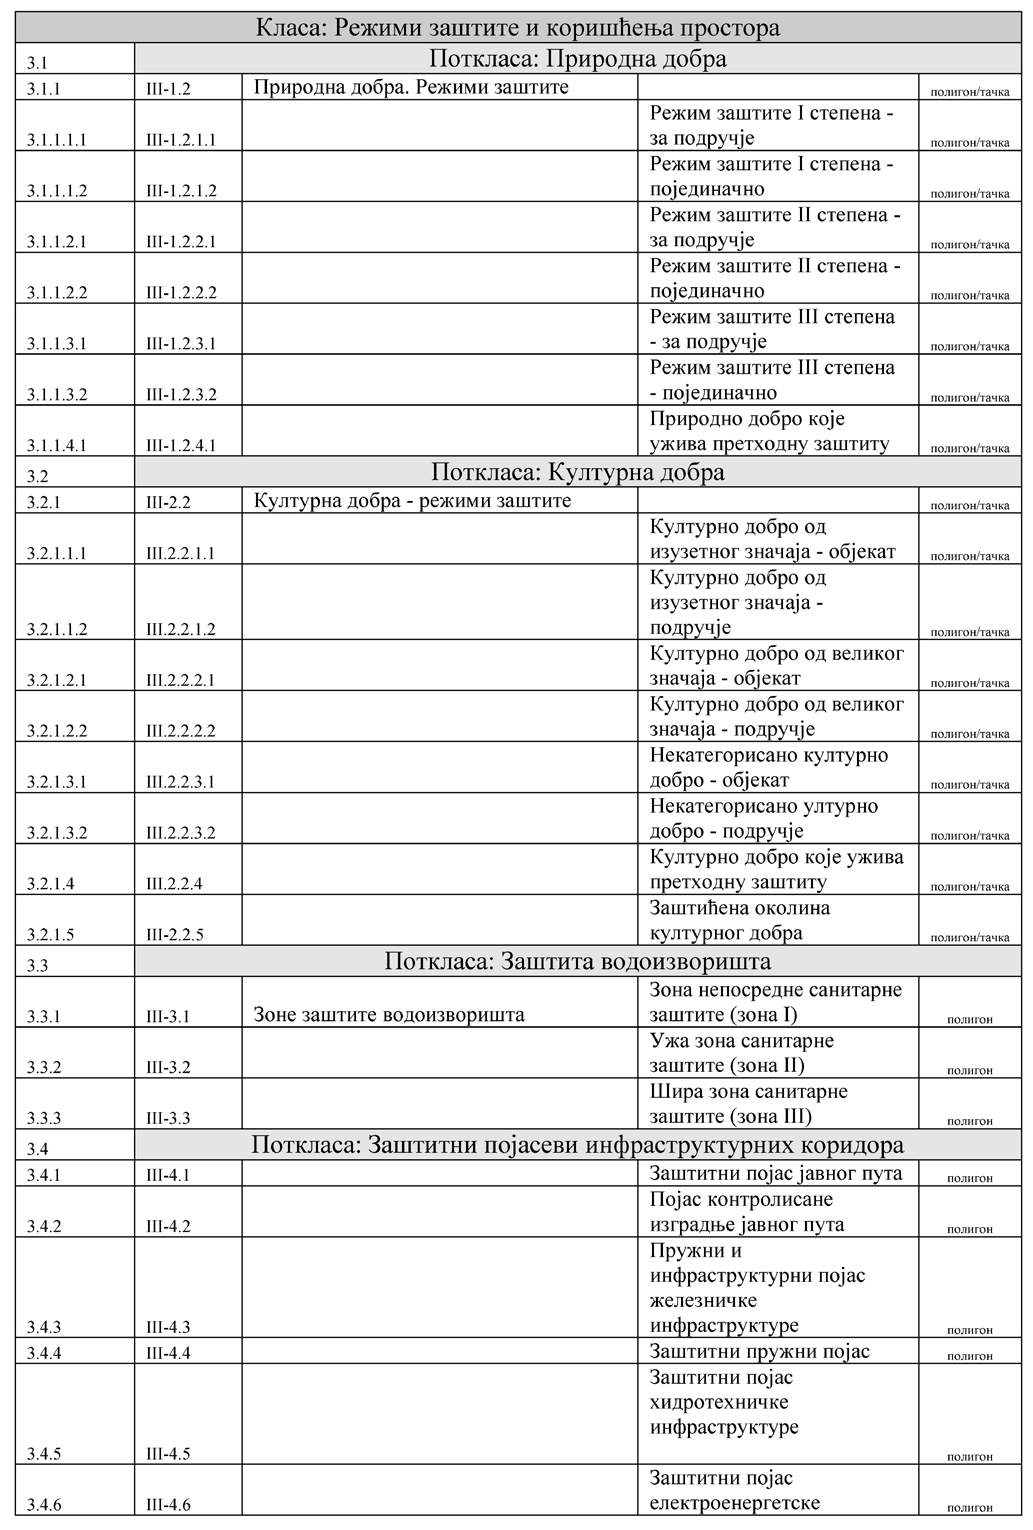 Класа: Режими заштите и коришћења простора
3.1 Поткласа: Природна добра
3.1.1 III-1.2 Природна добра. Режими заштите полигон/тачка
Режим заштите I степена -
3.1.1.1.1 III-1.2.1.1 за подручје полигон/тачка
Режим заштите I степена -
3.1.1.1.2 III-1.2.1.2 појединачно полигон/тачка
Режим заштите II степена -
3.1.1.2.1 III-1.2.2.1 за подручје полигон/тачка
Режим заштите II степена -
3.1.1.2.2 III-1.2.2.2 појединачно полигон/тачка
Режим заштите III степена
3.1.1.3.1 III-1.2.3.1 - за подручје полигон/тачка
Режим заштите III степена
3.1.1.3.2 III-1.2.3.2 - појединачно полигон/тачка
Природно добро које
3.1.1.4.1 III-1.2.4.1 ужива претходну заштиту полигон/тачка
3.2 Поткласа: Културна добра
3.2.1 III-2.2 Културна добра - режими заштите полигон/тачка
Културно добро од
3.2.1.1.1 III.2.2.1.1 изузетног значаја - објекат полигон/тачка
Културно добро од
изузетног значаја -
3.2.1.1.2 III.2.2.1.2 подручје полигон/тачка
Културно добро од великог
3.2.1.2.1 III.2.2.2.1 значаја - објекат полигон/тачка
Културно добро од великог
3.2.1.2.2 III.2.2.2.2 значаја - подручје полигон/тачка
Некатегорисано културно
3.2.1.3.1 III.2.2.3.1 добро - објекат полигон/тачка
Некатегорисано ултурно
3.2.1.3.2 III.2.2.3.2 добро - подручје полигон/тачка
Културно добро које ужива
3.2.1.4 III.2.2.4 претходну заштиту полигон/тачка
Заштићена околина
3.2.1.5 III-2.2.5 културног добра полигон/тачка
3.3 Поткласа: Заштита водоизворишта
Зона непосредне санитарне
3.3.1 III-3.1 Зоне заштите водоизворишта заштите (зона I) полигон
Ужа зона санитарне
3.3.2 III-3.2 заштите (зона II) полигон
Шира зона санитарне
3.3.3 III-3.3 заштите (зона III) полигон
3.4 Поткласа: Заштитни појасеви инфраструктурних коридора
3.4.1 III-4.1 Заштитни појас јавног пута полигон
Појас контролисане
3.4.2 III-4.2 изградње јавног пута полигон
Пружни и
инфраструктурни појас
железничке
3.4.3 III-4.3 инфраструктуре полигон
3.4.4 III-4.4 Заштитни пружни појас полигон
Заштитни појас
хидротехничке
инфраструктуре
3.4.5 III-4.5 полигон
Заштитни појас
3.4.6 III-4.6 електроенергетске полигон